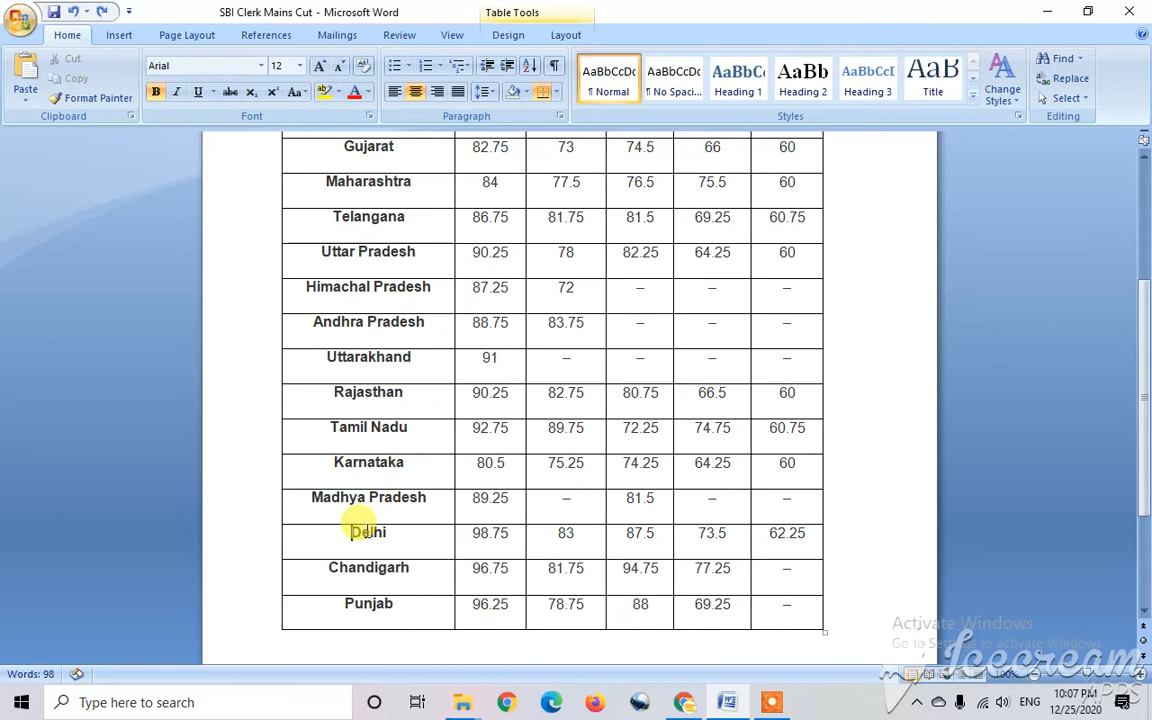 SBI Clerk Mains Cut - Microsoft Word
Table Tools
Home Insert Page Layout References Mailings Review View Design Layout
Paste
Cut
Copy
Format Painter
Clipboard
Arial 12
Font
Paragraph
AaBbCcDc AaBbCcDc AaBbC AaBb AaBbCcI AaB
¶ Normal ¶ No Spaci... Heading 1 Heading 2 Heading 3 Title
Change Styles
Styles
Find
Replace
Select
Editing
Gujarat 82.75 73 74.5 66 60
Maharashtra 84 77.5 76.5 75.5 60
Telangana 86.75 81.75 81.5 69.25 60.75
Uttar Pradesh 90.25 78 82.25 64.25 60
Himachal Pradesh 87.25 72 – – –
Andhra Pradesh 88.75 83.75 – – –
Uttarakhand 91 – – – –
Rajasthan 90.25 82.75 80.75 66.5 60
Tamil Nadu 92.75 89.75 72.25 74.75 60.75
Karnataka 80.5 75.25 74.25 64.25 60
Madhya Pradesh 89.25 – 81.5 – –
Delhi 98.75 83 87.5 73.5 62.25
Chandigarh 96.75 81.75 94.75 77.25 –
Punjab 96.25 78.75 88 69.25 –
Activate Windows
Go to Settings to activate Windows.
Icecream
APPS
Words: 98
100%
Type here to search
ENG
10:07 PM
12/25/2020